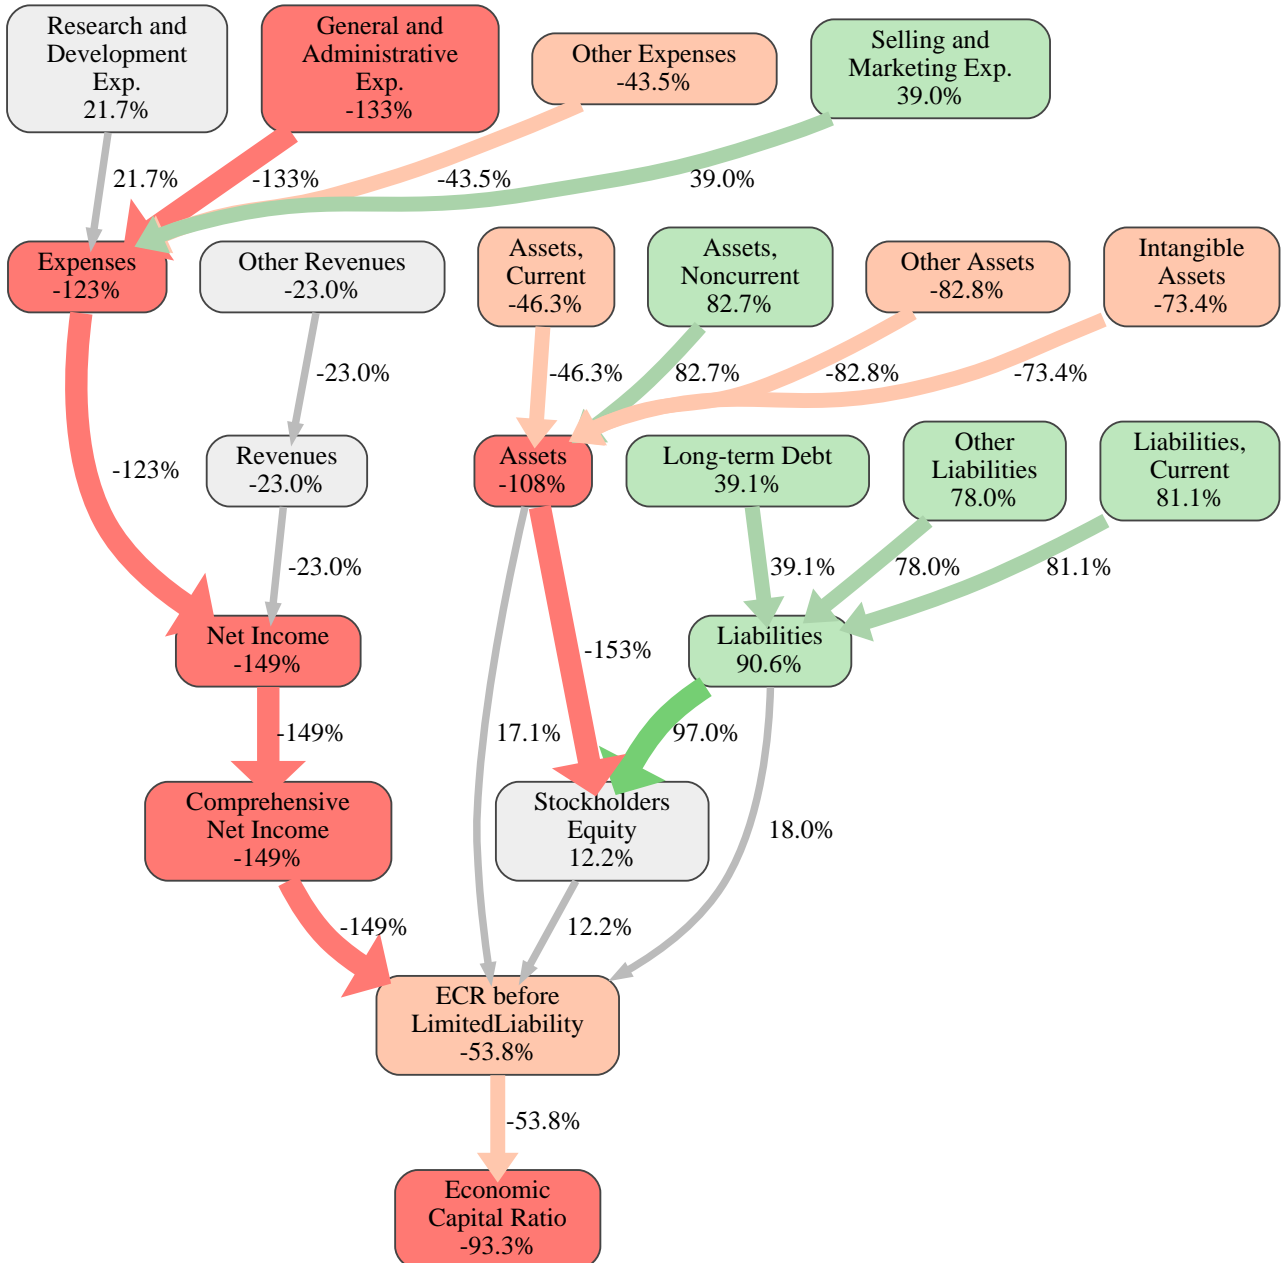 Research and
Development
Exp.
21.7%
General and
Administrative
Exp.
-133%
Other Expenses
-43.5%
Selling and
Marketing Exp.
39.0%
21.7%
-133%
-43.5%
39.0%
Expenses
-123%
Other Revenues
-23.0%
Assets,
Current
-46.3%
Assets,
Noncurrent
82.7%
Other Assets
-82.8%
Intangible
Assets
-73.4%
-23.0%
-46.3%
82.7%
-82.8%
-73.4%
-123%
Revenues
-23.0%
Assets
-108%
Long-term Debt
39.1%
Other
Liabilities
78.0%
Liabilities,
Current
81.1%
-23.0%
39.1%
78.0%
81.1%
Net Income
-149%
-153%
Liabilities
90.6%
-149%
17.1%
97.0%
Comprehensive
Net Income
-149%
Stockholders
Equity
12.2%
18.0%
-149%
12.2%
ECR before
LimitedLiability
-53.8%
-53.8%
Economic
Capital Ratio
-93.3%